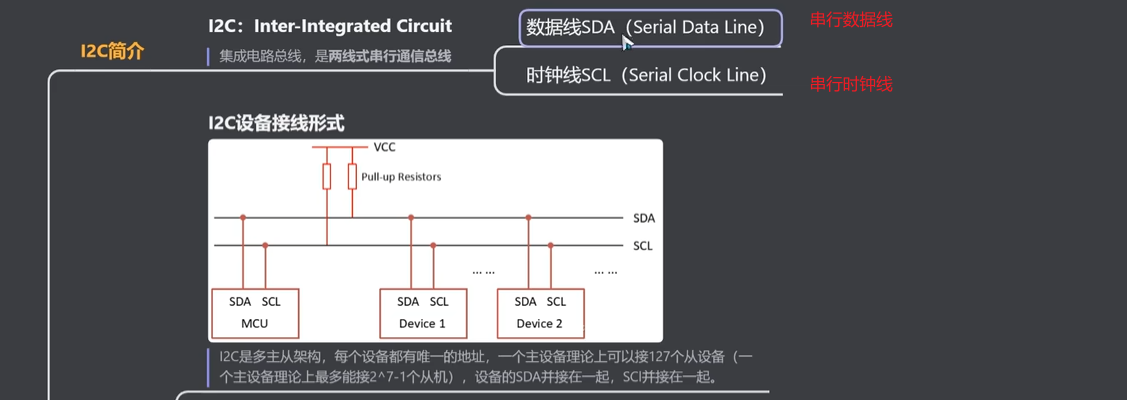 I2C简介
I2C：Inter-Integrated Circuit
集成电路总线，是两线式串行通信总线
数据线SDA（Serial Data Line）
串行数据线
时钟线SCL（Serial Clock Line）
串行时钟线
I2C设备接线形式
VCC
Pull-up Resistors
SDA
SCL
... ...
... ...
SDA SCL
MCU
SDA SCL
Device 1
SDA SCL
Device 2
I2C是多主从架构，每个设备都有唯一的地址，一个主设备理论上可以接127个从设备（一
个主设备理论上最多能接2^7-1个从机），设备的SDA并接在一起，SCl并接在一起。